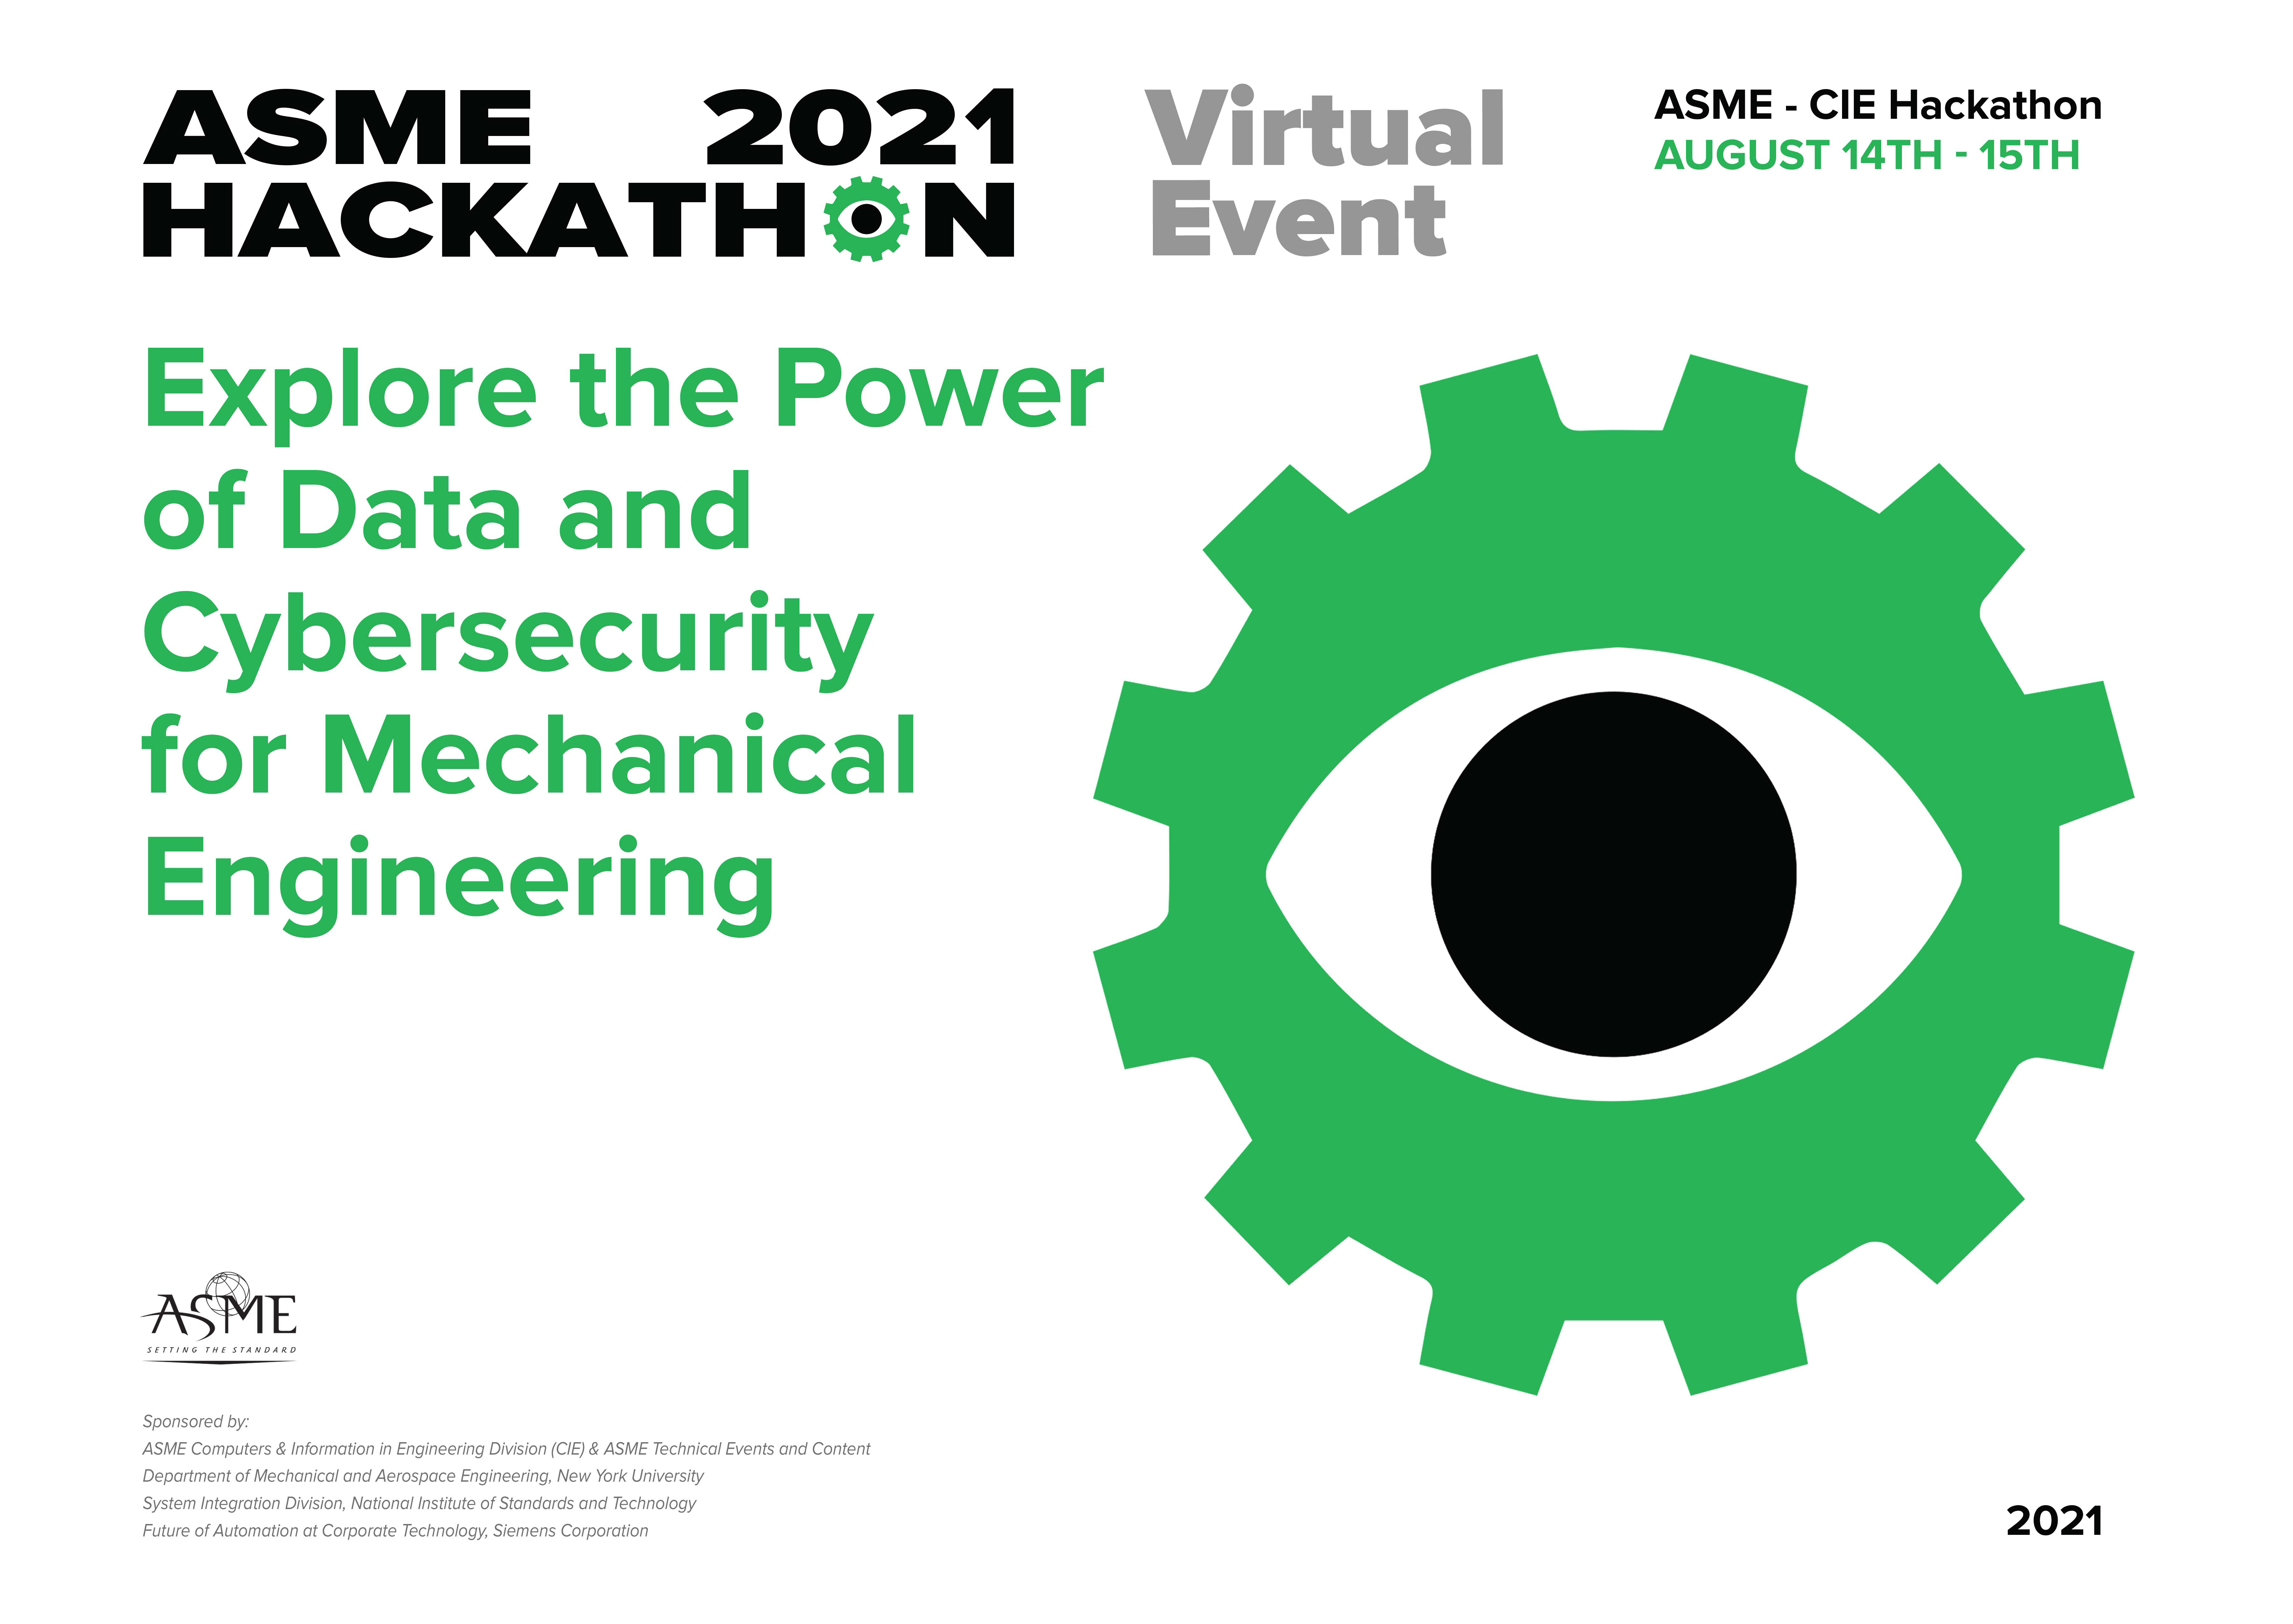 ASME 2021
HACKATHON
Virtual
Event
ASME - CIE Hackathon
AUGUST 14TH - 15TH
Explore the Power
of Data and
Cybersecurity
for Mechanical
Engineering
ASME
SETTING THE STANDARD
Sponsored by:
ASME Computers & Information in Engineering Division (CIE) & ASME Technical Events and Content
Department of Mechanical and Aerospace Engineering, New York University
System Integration Division, National Institute of Standards and Technology
Future of Automation at Corporate Technology, Siemens Corporation
2021